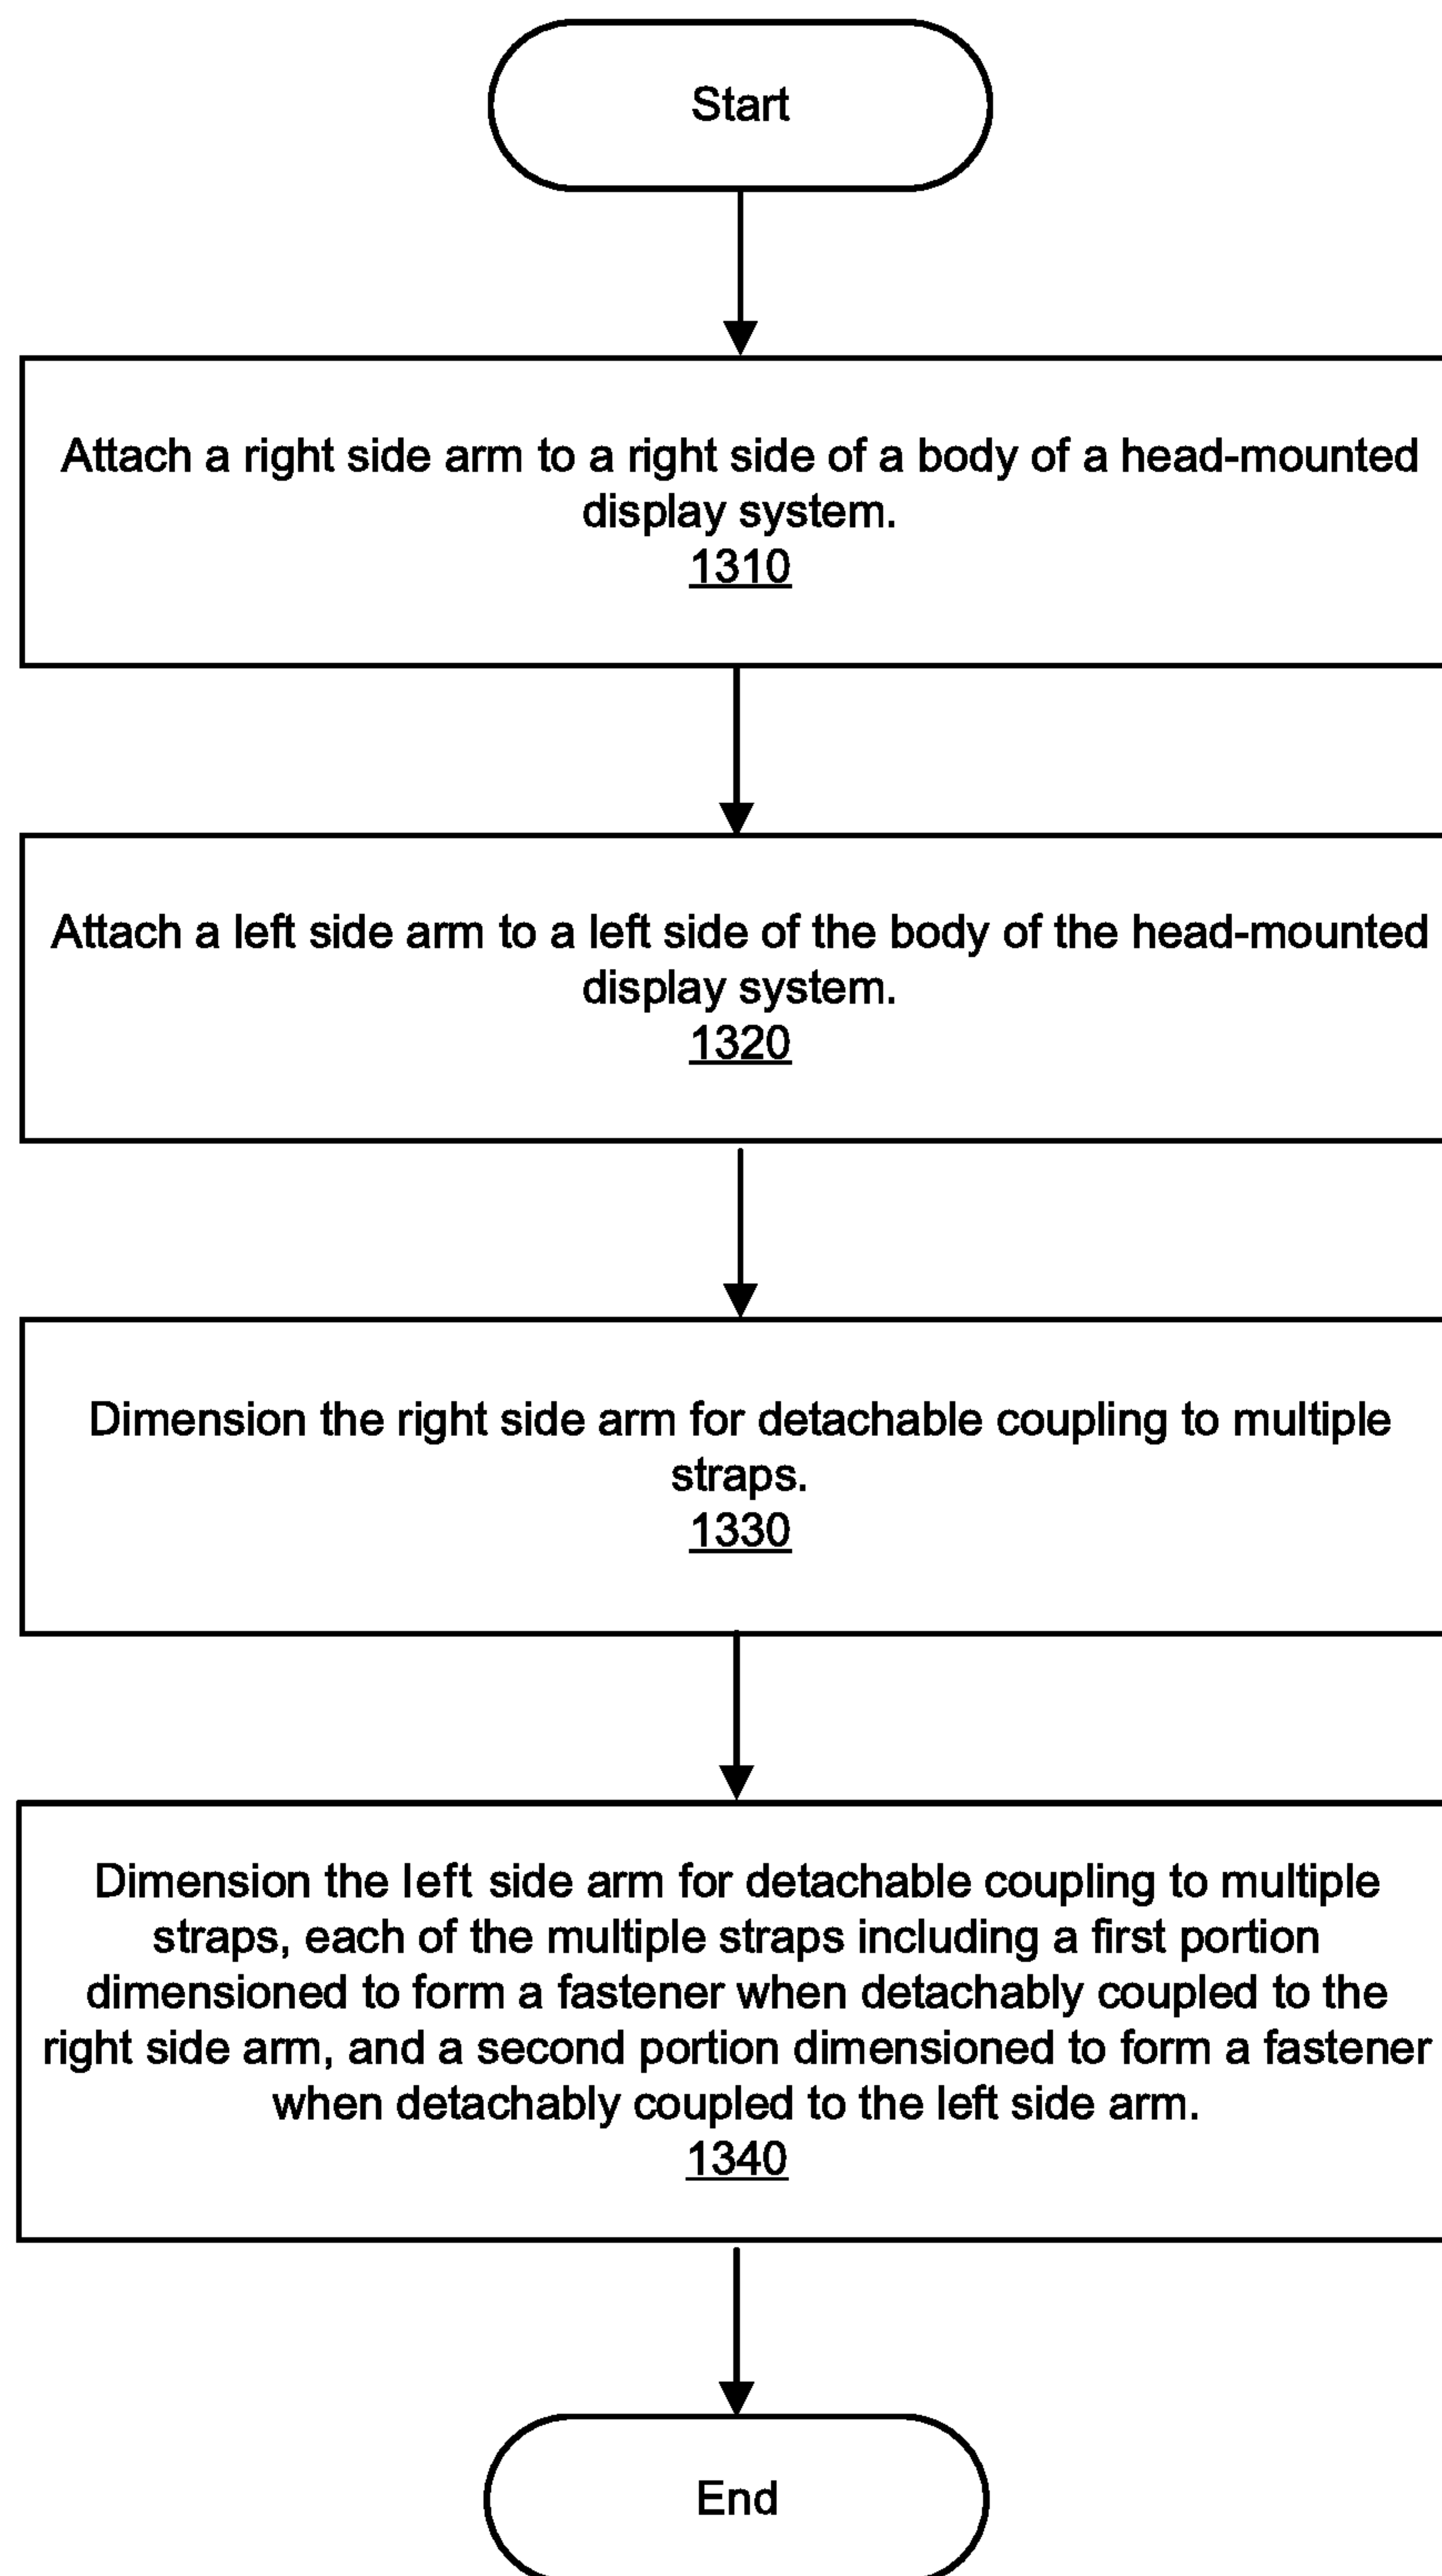 Start
Attach a right side arm to a right side of a body of a head-mounted
display system.
1310
Attach a left side arm to a left side of the body of the head-mounted
display system.
1320
Dimension the right side arm for detachable coupling to multiple
straps.
1330
Dimension the left side arm for detachable coupling to multiple
straps, each of the multiple straps including a first portion
dimensioned to form a fastener when detachably coupled to the
right side arm, and a second portion dimensioned to form a fastener
when detachably coupled to the left side arm.
1340
End